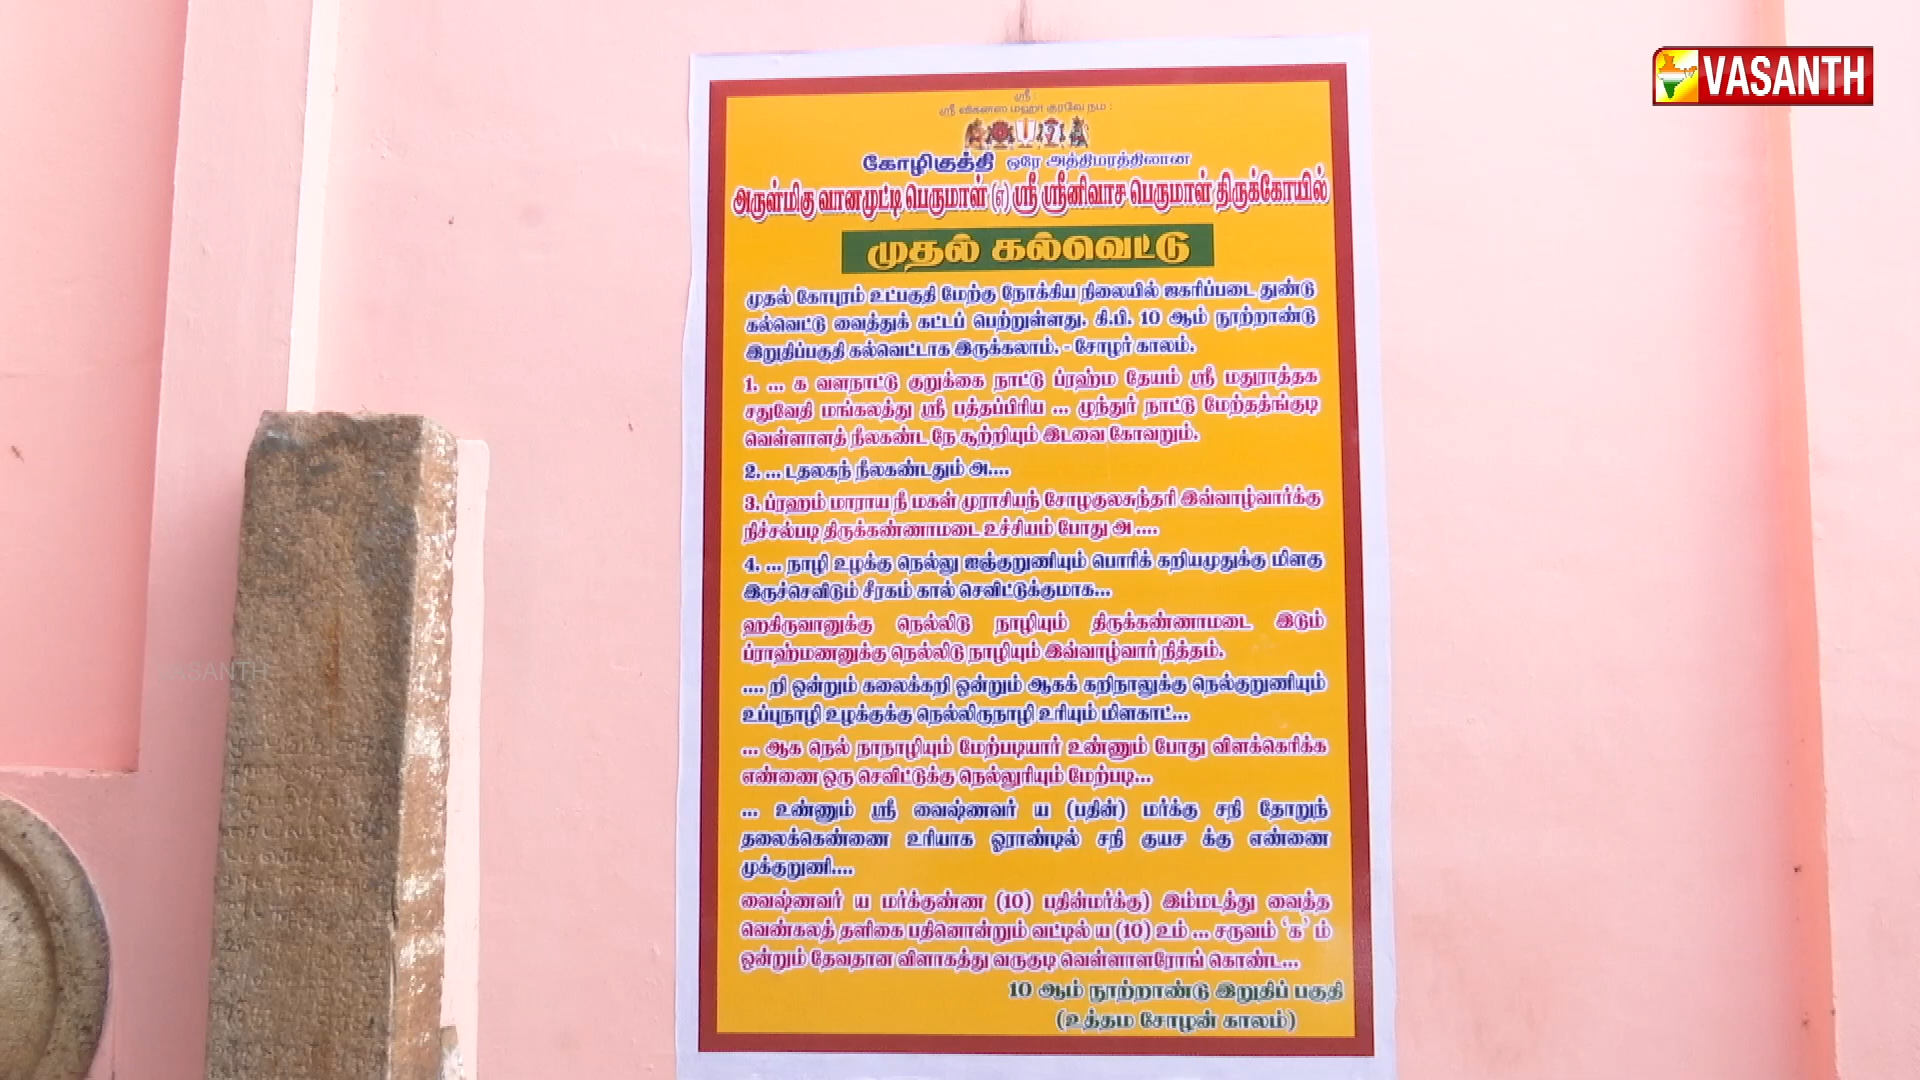 VASANTH
ஸ்ரீ
ஸ்ரீ விகனஸ மஹா குரவே நம :
கோழிகுத்தி ஒரே அத்திமரத்திலான
அருள்மிகு வானமுட்டி பெருமாள் (எ) ஸ்ரீ ஸ்ரீனிவாச பெருமாள் திருக்கோயில்
முதல் கல்வெட்டு
முதல் கோபுரம் உட்பகுதி மேற்கு நோக்கிய நிலையில் ஜகரிப்படை துண்டு
கல்வெட்டு வைத்துக் கட்டப் பெற்றுள்ளது. கி.பி. 10 ஆம் நூற்றாண்டு
இறுதிப்பகுதி கல்வெட்டாக இருக்கலாம். - சோழர் காலம்.
1. ... க வளநாட்டு குறுக்கை நாட்டு ப்ரஹ்ம தேயம் ஸ்ரீ மதுராத்தக
சதுவேதி மங்கலத்து ஸ்ரீ பத்தப்பிரிய ... முந்தூர் நாட்டு மேற்தத்ங்குடி
வெள்ளாளத் நீலகண்ட நே சூற்றியும் இடவை கோவறும்.
2. ... டதலகந் நீலகண்டதும் அ....
3. ப்ரஹம் மாராய நீ மகள் முராசியந் சோழகுலசுந்தரி இவ்வாழ்வார்க்கு
நிச்சல்படி திருக்கண்ணாமடை உச்சியம் போது அ ....
4. ... நாழி உழக்கு நெல்லு ஐஞ்குறுணியும் பொரிக் கறியமுதுக்கு மிளகு
இருச்செவிடும் சீரகம் கால் செவிட்டுக்குமாக...
ஹகிருவானுக்கு நெல்லிடு நாழியும் திருக்கண்ணாமடை இடும்
ப்ராஹ்மணனுக்கு நெல்லிடு நாழியும் இவ்வாழ்வார் நித்தம்.
.... றி ஒன்றும் கலைக்கறி ஒன்றும் ஆகக் கறிநாலுக்கு நெல்குறுணியும்
உப்புநாழி உழக்குக்கு நெல்லிருநாழி உரியும் மிளகாட்...
... ஆக நெல் நாநாழியும் மேற்படியார் உண்ணும் போது விளக்கெரிக்க
எண்ணை ஒரு செவிட்டுக்கு நெல்லுரியும் மேற்படி...
... உண்ணும் ஸ்ரீ வைஷ்ணவர் ய (பதின்) மர்க்கு சநி தோறுந்
தலைக்கெண்ணை உரியாக ஓராண்டில் சநி குயச க்கு எண்ணை
முக்குறுணி....
வைஷ்ணவர் ய மர்க்குண்ண (10) பதின்மர்க்கு) இம்மடத்து வைத்த
வெண்கலத் தளிகை பதினொன்றும் வட்டில் ய (10) உம் ... சருவம் 'க' ம்
ஒன்றும் தேவதான விளாகத்து வருகுடி வெள்ளாளரோங் கொண்ட...
10 ஆம் நூற்றாண்டு இறுதிப் பகுதி
(உத்தம சோழன் காலம்)
VASANTH